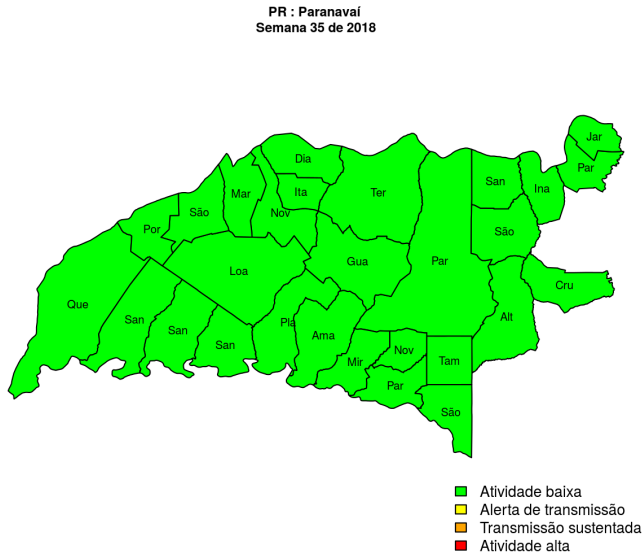 PR : Paranavaí
Semana 35 de 2018
Jar
Par
Dia
San
Ina
Ita
Mar
Ter
São
Nov
Por
São
Par
Loa
Gua
Cru
Que
San
San
Pla
Alt
Ama
San
Nov
Mir
Tam
Par
São
Atividade baixa
Alerta de transmissão
Transmissão sustentada
Atividade alta